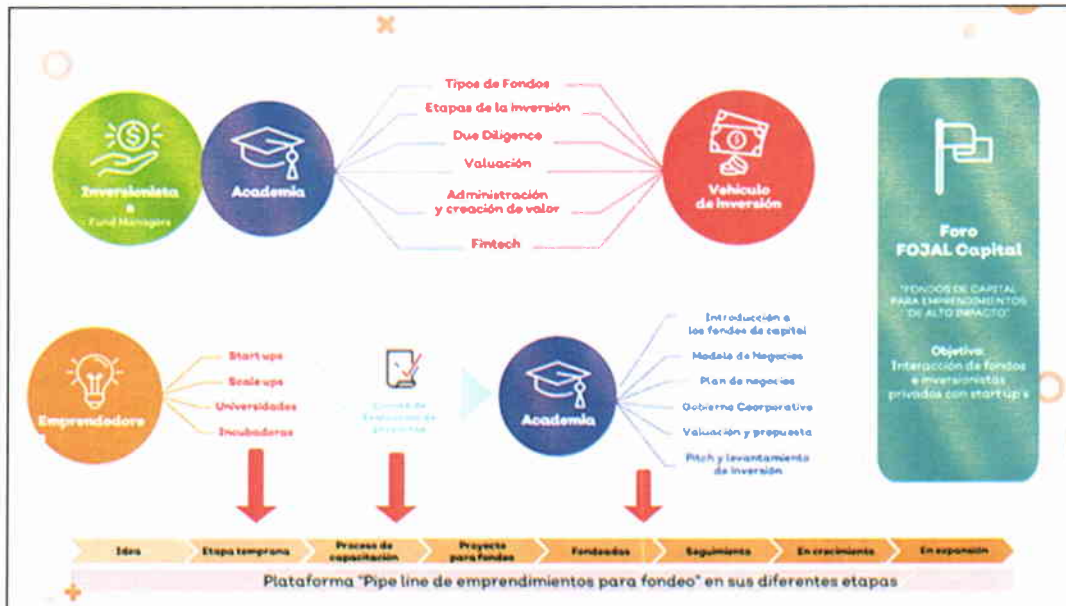 Inversionista
Fund Managers
Academia
Tipos de Fondos
Etapas de la Inversión
Due Diligence
Valuación
Administración
y creación de valor
Fintech
Vehículo
de Inversión
Foro
FOJAL Capital
"FONDOS DE CAPITAL
PARA EMPRENDIMIENTOS
DE ALTO IMPACTO"
Objetivo:
Interacción de fondos
e inversionistas
privados con start up's
Emprendedore
Start ups
Scale ups
Universidades
Incubadoras
Academia
Introducción a
los fondos de capital
Modelo de Negocios
Plan de negocios
Gobierno Coorporativo
Valuación y propuesta
Pitch y levantamiento
de inversión
Idea
Etapa temprana
Proceso de
capacitación
Proyecto
para fondeo
Fondeados
Seguimiento
En crecimiento
En expansión
Plataforma "Pipe line de emprendimientos para fondeo" en sus diferentes etapas